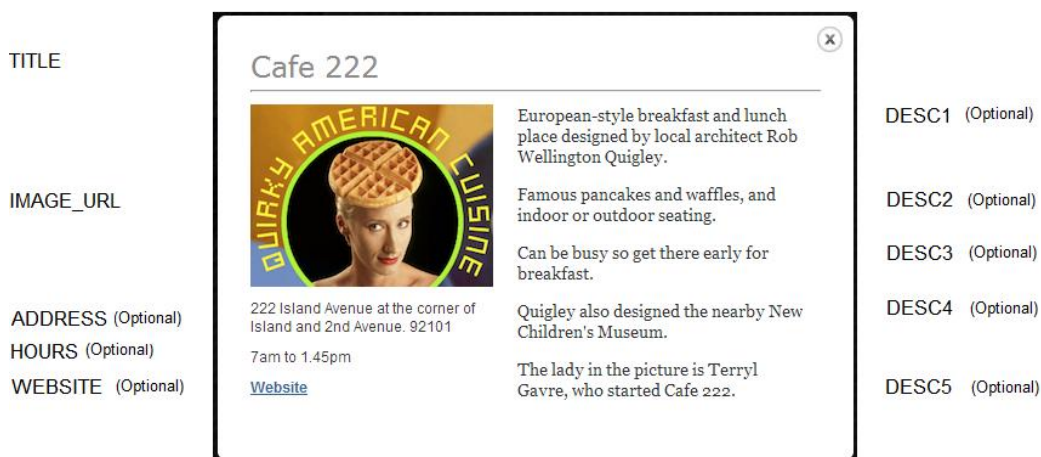 TITLE
Cafe 222
x
IMAGE_URL
QUIRKY AMERICAN CUISINE
ADDRESS (Optional)
HOURS (Optional)
WEBSITE (Optional)
222 Island Avenue at the corner of
Island and 2nd Avenue. 92101
7am to 1.45pm
Website
European-style breakfast and lunch
place designed by local architect Rob
Wellington Quigley.
Famous pancakes and waffles, and
indoor or outdoor seating.
Can be busy so get there early for
breakfast.
Quigley also designed the nearby New
Children's Museum.
The lady in the picture is Terryl
Gavre, who started Cafe 222.
DESC1 (Optional)
DESC2 (Optional)
DESC3 (Optional)
DESC4 (Optional)
DESC5 (Optional)